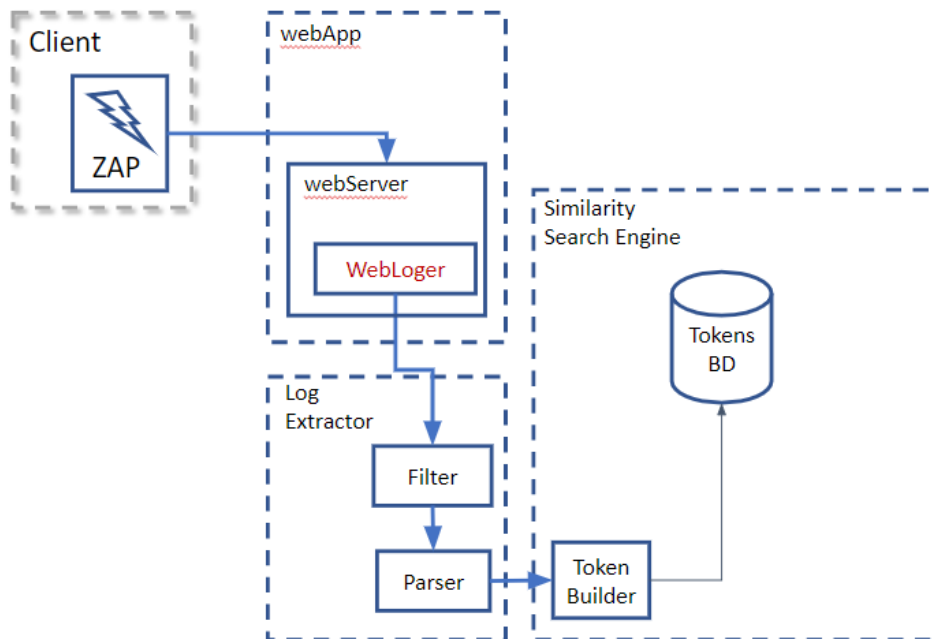 Client
ZAP
webApp
webServer
WebLoger
Similarity
Search Engine
Tokens
BD
Log
Extractor
Filter
Parser
Token
Builder